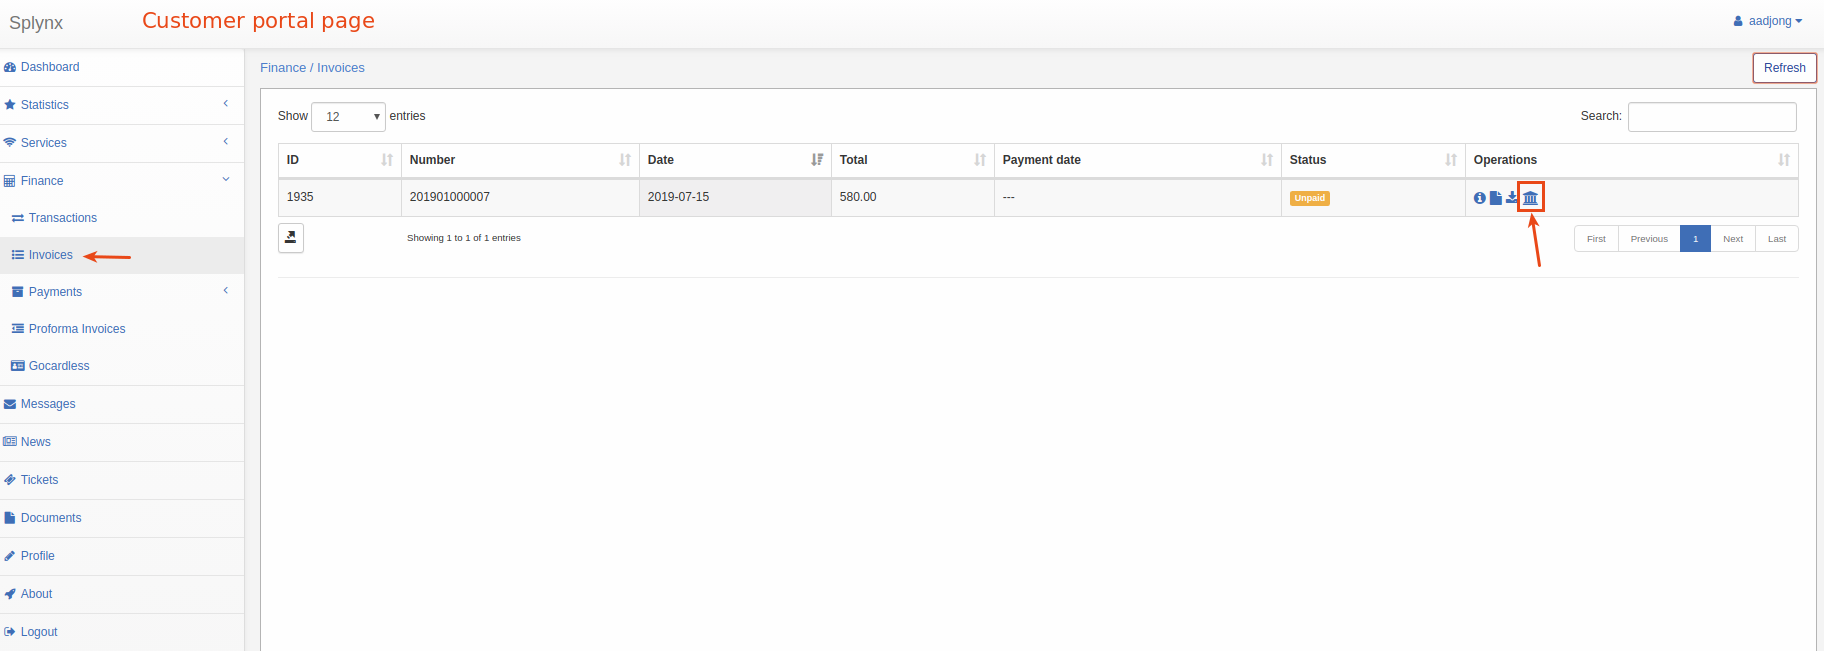 Splynx
Customer portal page
aadjong
Dashboard
Statistics
Services
Finance
Transactions
Invoices
Payments
Proforma Invoices
Gocardless
Messages
News
Tickets
Documents
Profile
About
Logout
Finance / Invoices
Refresh
Show 12 entries
Search:
ID Number Date Total Payment date Status Operations
1935 201901000007 2019-07-15 580.00 --- Unpaid
Showing 1 to 1 of 1 entries
First Previous 1 Next Last